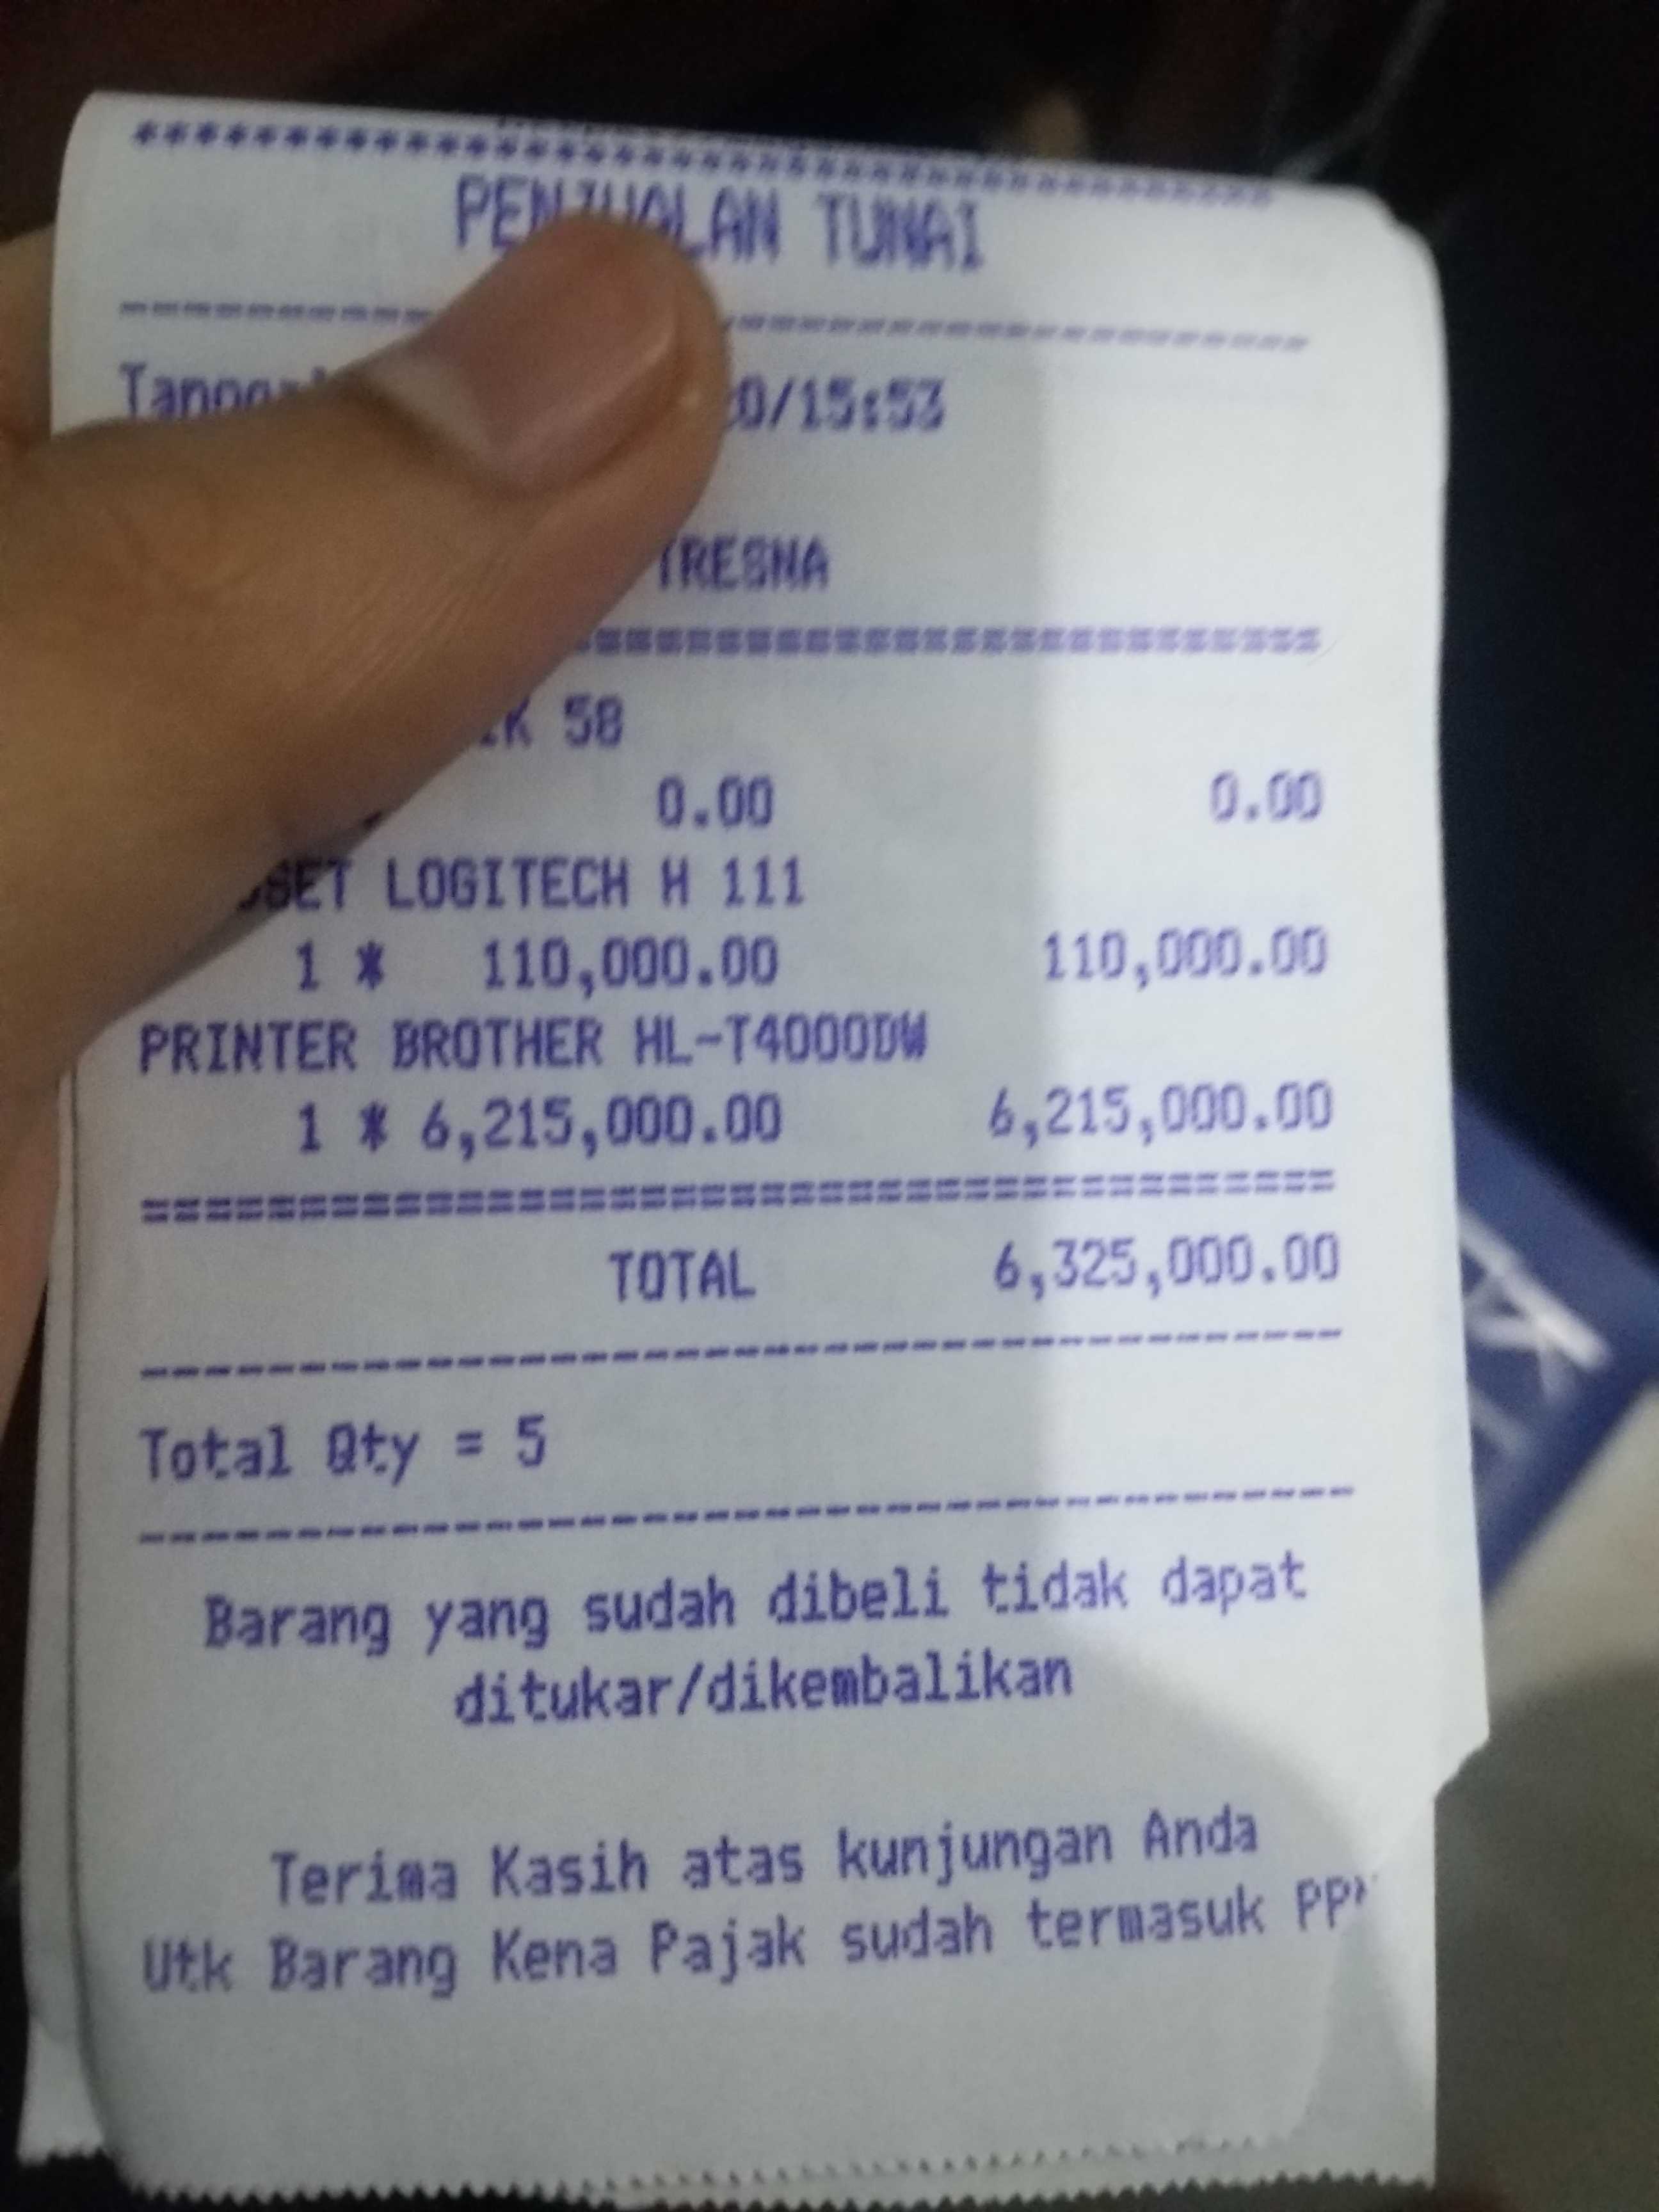 ****************************************
PENJUALAN TUNAI
----------------------------------------
0/15:53
TRESNA
==========================
58
0.00 0.00
LOGITECH H 111
1 * 110,000.00 110,000.00
PRINTER BROTHER HL-T4000DW
1 * 6,215,000.00 6,215,000.00
========================================
TOTAL 6,325,000.00
----------------------------------------
Total Qty = 5
----------------------------------------
Barang yang sudah dibeli tidak dapat
ditukar/dikembalikan
Terima Kasih atas kunjungan Anda
Utk Barang Kena Pajak sudah termasuk